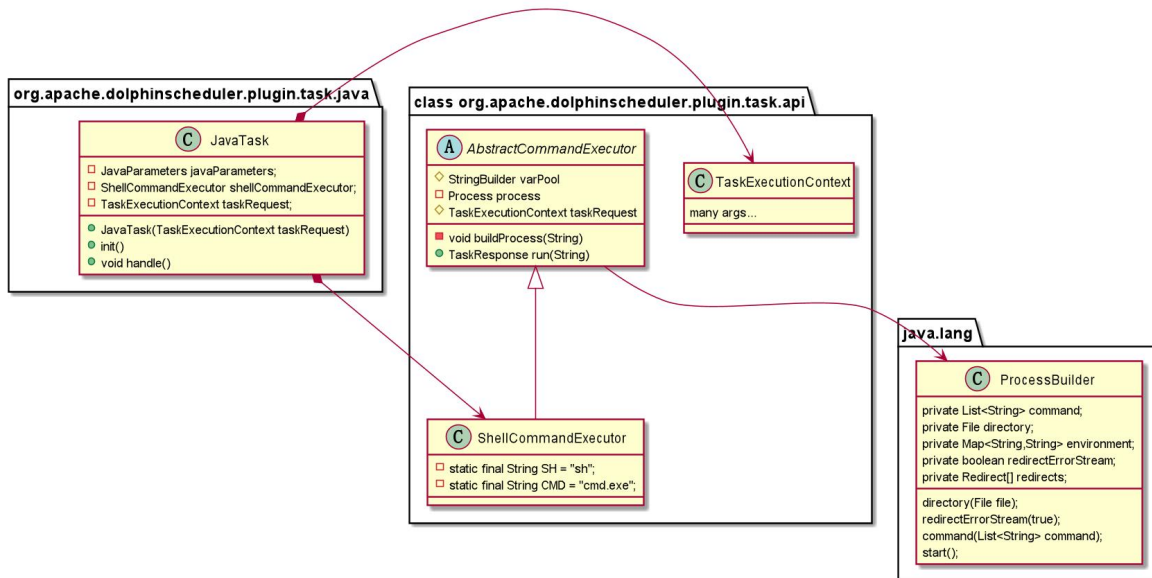 org.apache.dolphinscheduler.plugin.task.java
C JavaTask
JavaParameters javaParameters;
ShellCommandExecutor shellCommandExecutor;
TaskExecutionContext taskRequest;
JavaTask(TaskExecutionContext taskRequest)
init()
void handle()
class org.apache.dolphinscheduler.plugin.task.api
A AbstractCommandExecutor
StringBuilder varPool
Process process
TaskExecutionContext taskRequest
void buildProcess(String)
TaskResponse run(String)
C TaskExecutionContext
many args...
C ShellCommandExecutor
static final String SH = "sh";
static final String CMD = "cmd.exe";
java.lang
C ProcessBuilder
private List<String> command;
private File directory;
private Map<String,String> environment;
private boolean redirectErrorStream;
private Redirect[] redirects;
directory(File file);
redirectErrorStream(true);
command(List<String> command);
start();